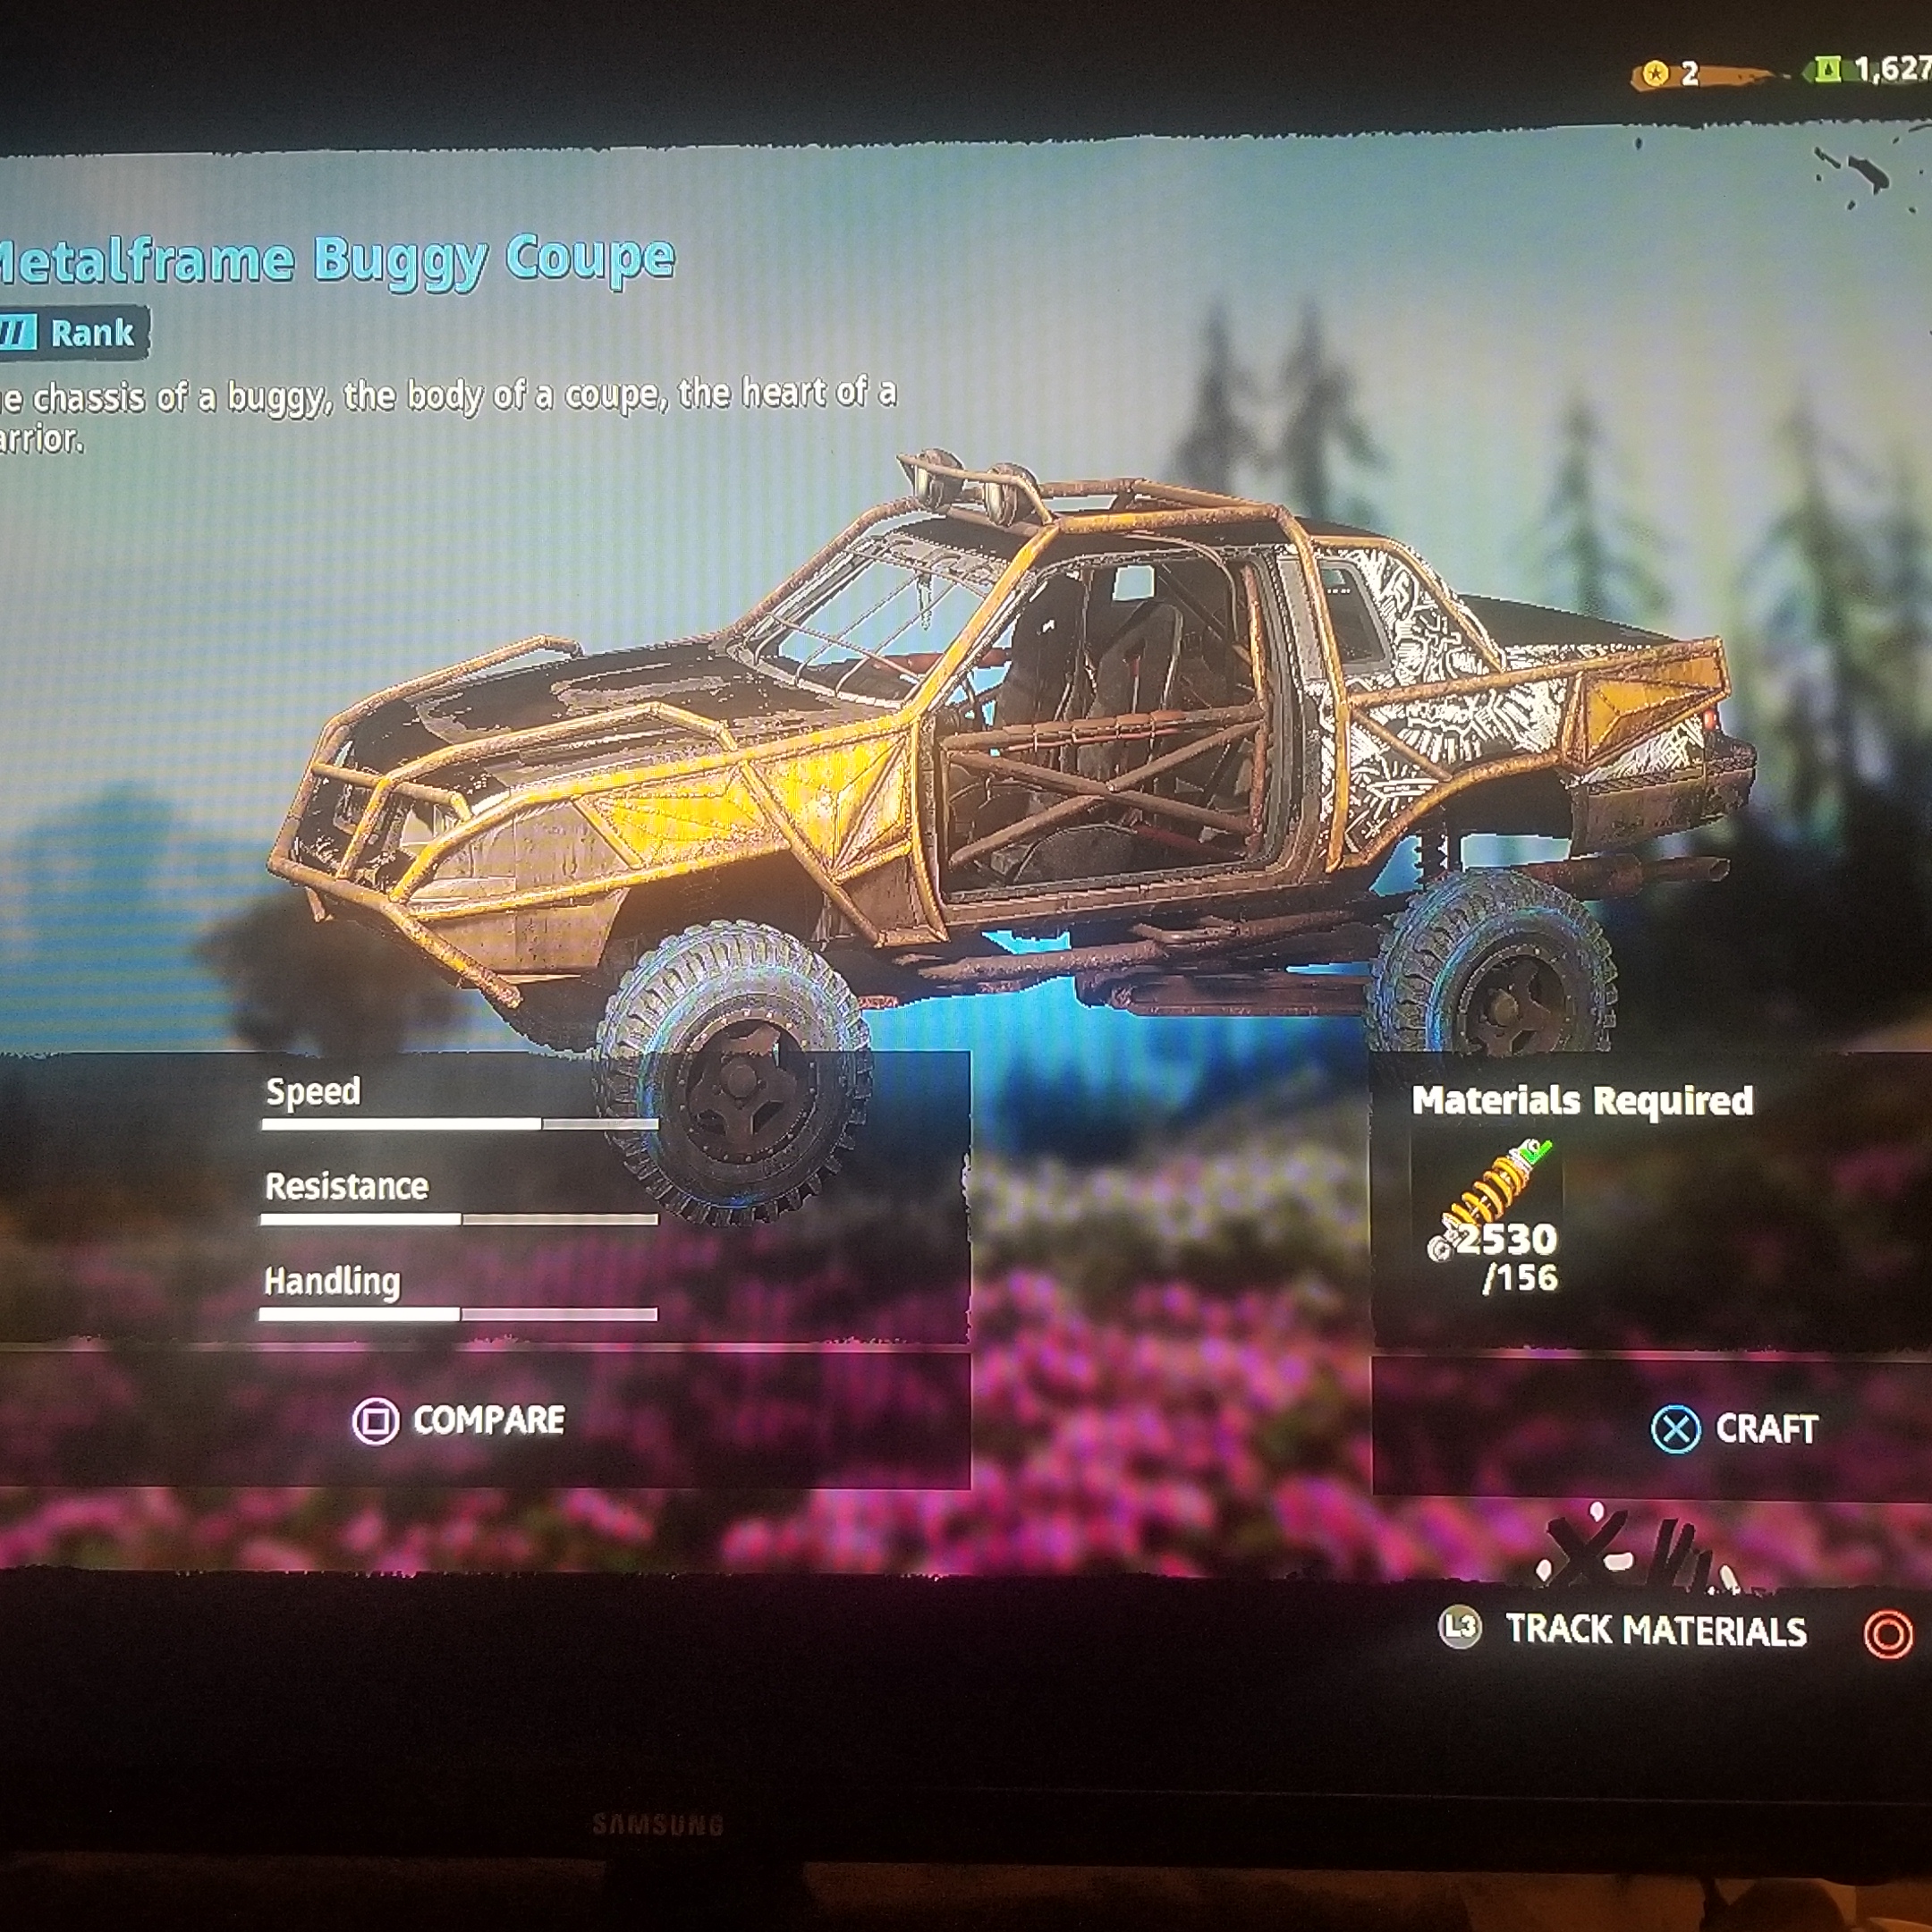 2
1,627
Metalframe Buggy Coupe
Rank
e chassis of a buggy, the body of a coupe, the heart of a
arrior.
Speed
Resistance
Handling
Materials Required
2530
/156
COMPARE
CRAFT
L3 TRACK MATERIALS
SAMSUNG